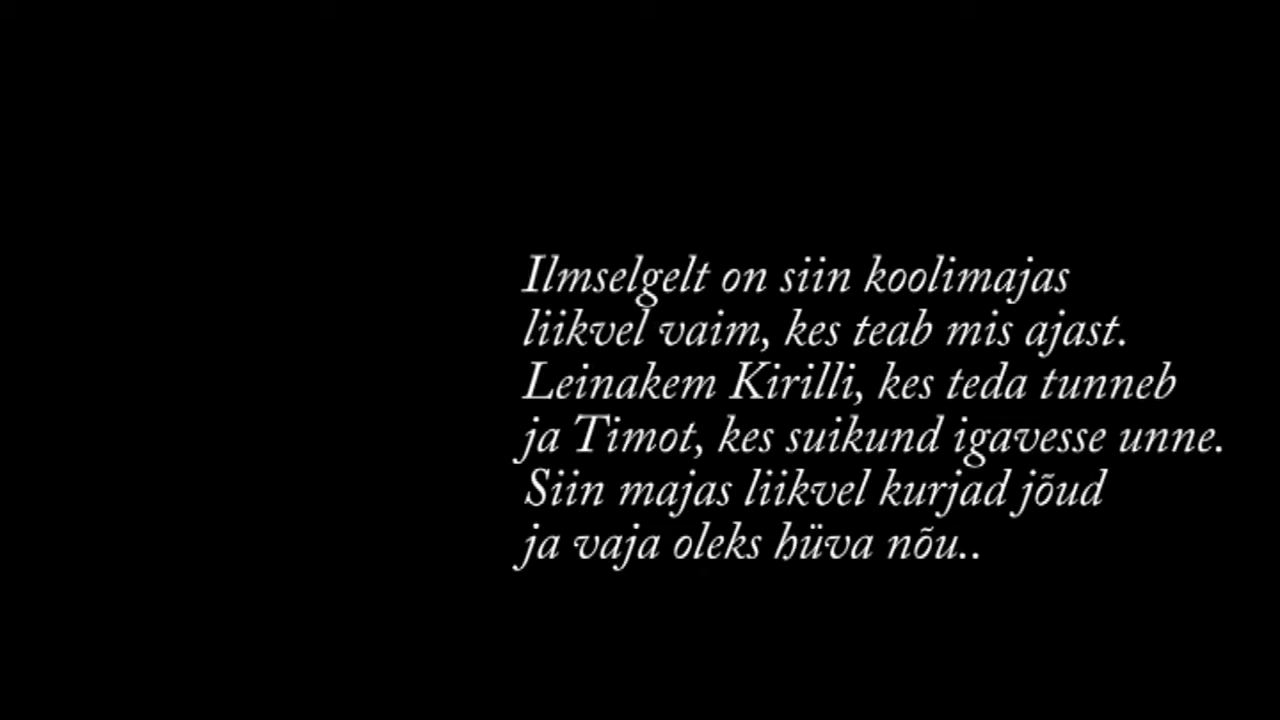 Ilmselgelt on siin koolimajas
liikvel vaim, kes teab mis ajast.
Leinakem Kirilli, kes teda tunneb
ja Timot, kes suikund igavesse unne.
Siin majas liikvel kurjad jõud
ja vaja oleks hüva nõu..